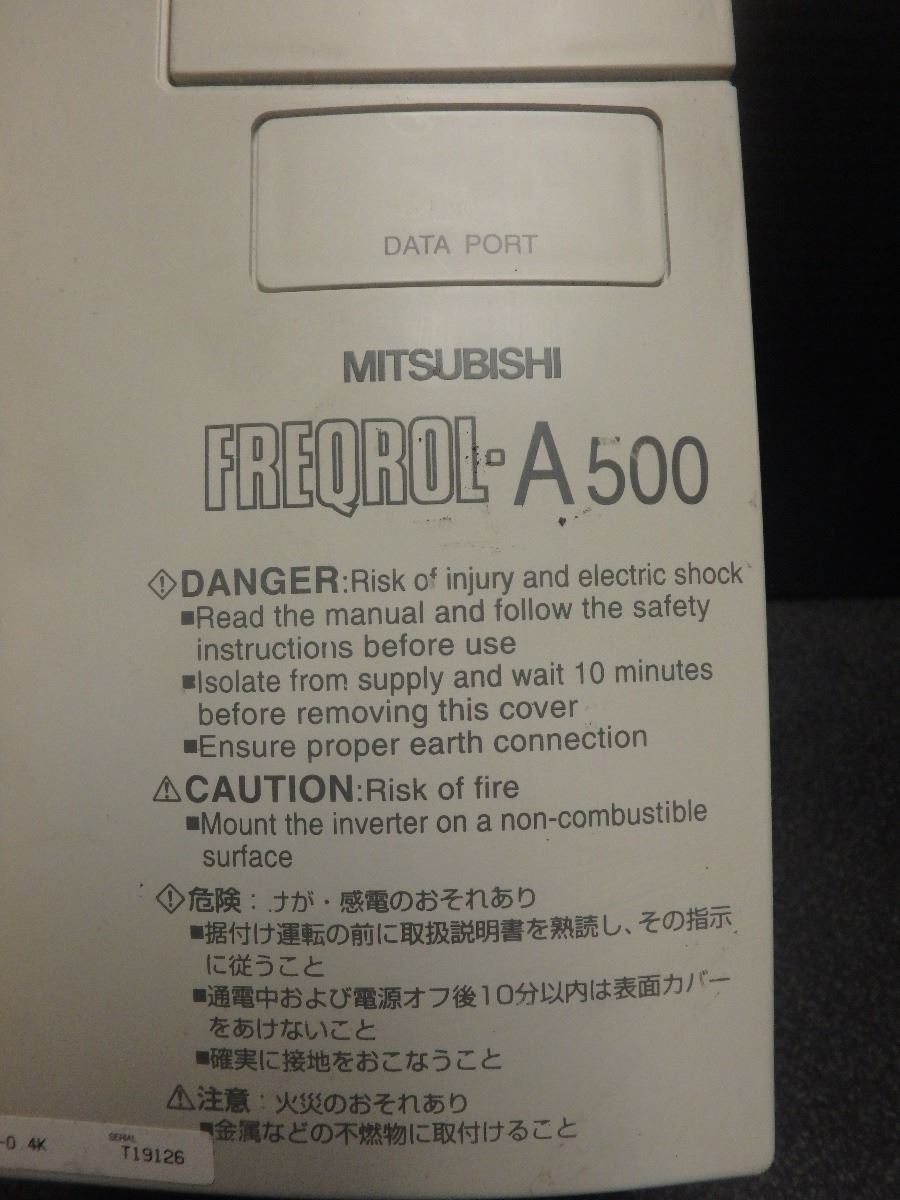 DATA PORT
MITSUBISHI
FREQROL-A500
DANGER:Risk of injury and electric shock
■Read the manual and follow the safety
instructions before use
■Isolate from supply and wait 10 minutes
before removing this cover
■Ensure proper earth connection
CAUTION:Risk of fire
■Mount the inverter on a non-combustible
surface
危険：けが・感電のおそれあり
■据付け運転の前に取扱説明書を熟読し、その指示
に従うこと
■通電中および電源オフ後10分以内は表面カバー
をあけないこと
■確実に接地をおこなうこと
注意：火災のおそれあり
■金属などの不燃物に取付けること
-0.4K
SERIAL
T19126